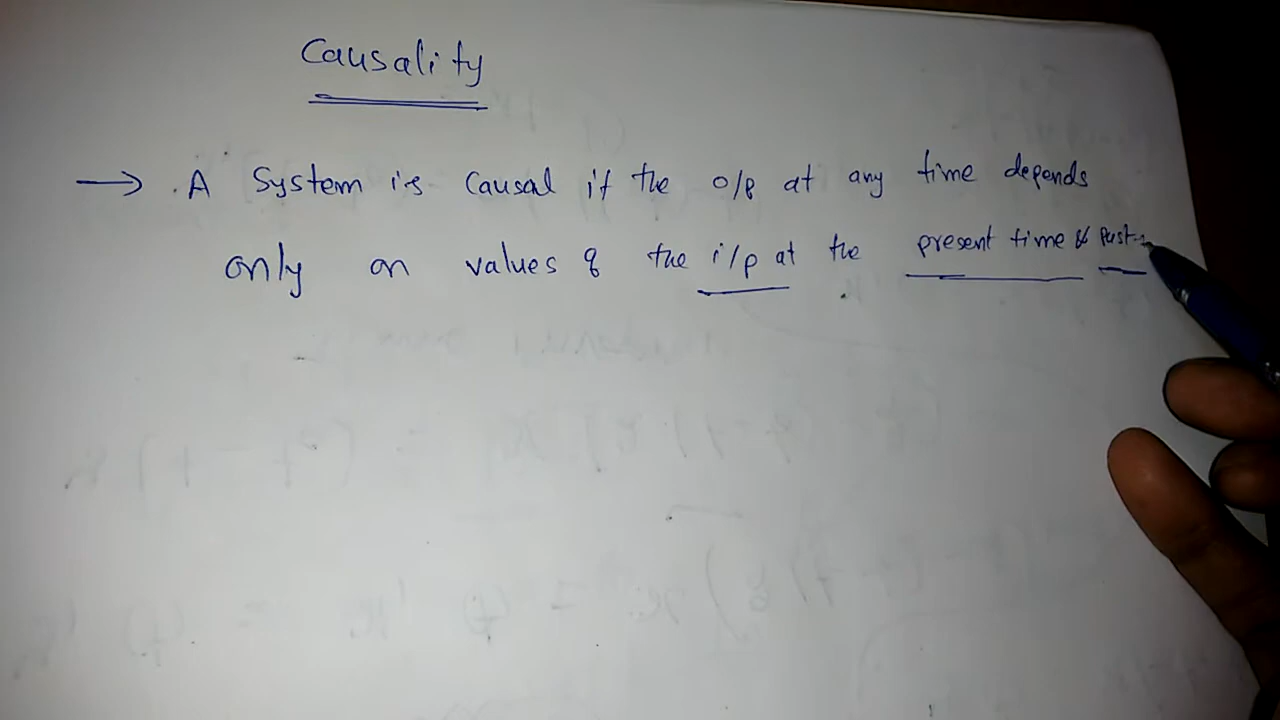 Causality
→ A System is Causal if the o/p at any time depends
only on values of the i/p at the present time & Past